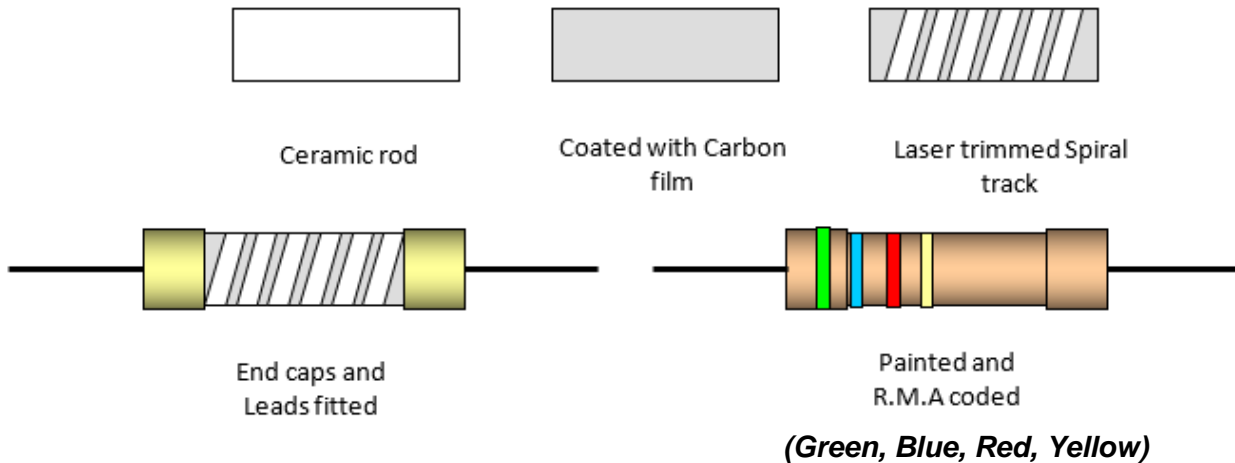 Ceramic rod
Coated with Carbon
film
Laser trimmed Spiral
track
End caps and
Leads fitted
Painted and
R.M.A coded
(Green, Blue, Red, Yellow)